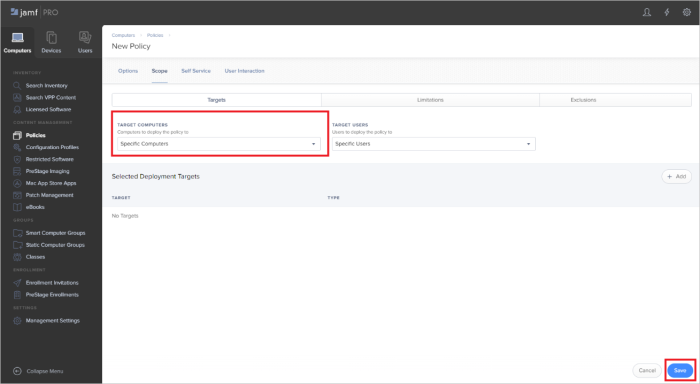 jamf | PRO
Computers
Devices
Users
Computers > Policies >
New Policy
Options
Scope
Self Service
User Interaction
Targets
Limitations
Exclusions
TARGET COMPUTERS
Computers to display the policy to
Specific Computers
TARGET USERS
Users to display the policy to
Specific Users
Selected Deployment Targets
+ Add
TARGET
TYPE
No Targets
INVENTORY
Search Inventory
Search VPP Content
Licensed Software
CONTENT MANAGEMENT
Policies
Configuration Profiles
Restricted Software
PreStage Imaging
Mac App Store Apps
Patch Management
eBooks
GROUPS
Smart Computer Groups
Static Computer Groups
Classes
ENROLLMENT
Enrollment Invitations
PreStage Enrollments
SETTINGS
Management Settings
Collapse Menu
Cancel
Save